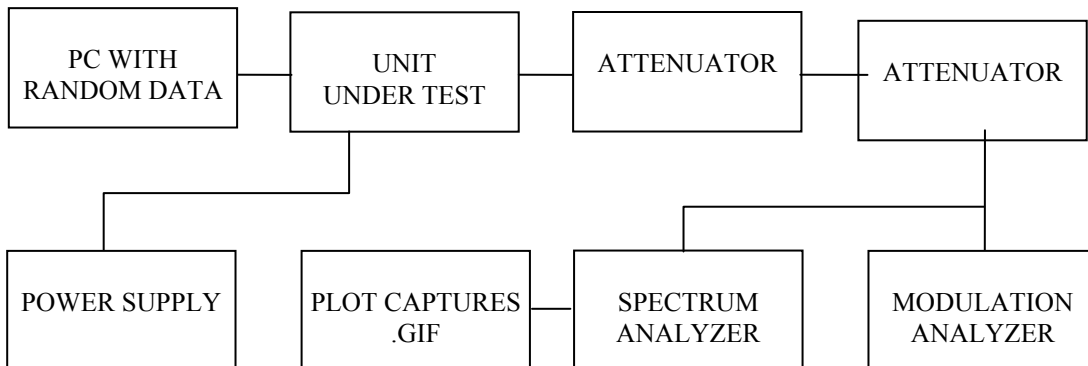 PC WITH
RANDOM DATA
UNIT
UNDER TEST
ATTENUATOR
ATTENUATOR
POWER SUPPLY
PLOT CAPTURES
.GIF
SPECTRUM
ANALYZER
MODULATION
ANALYZER